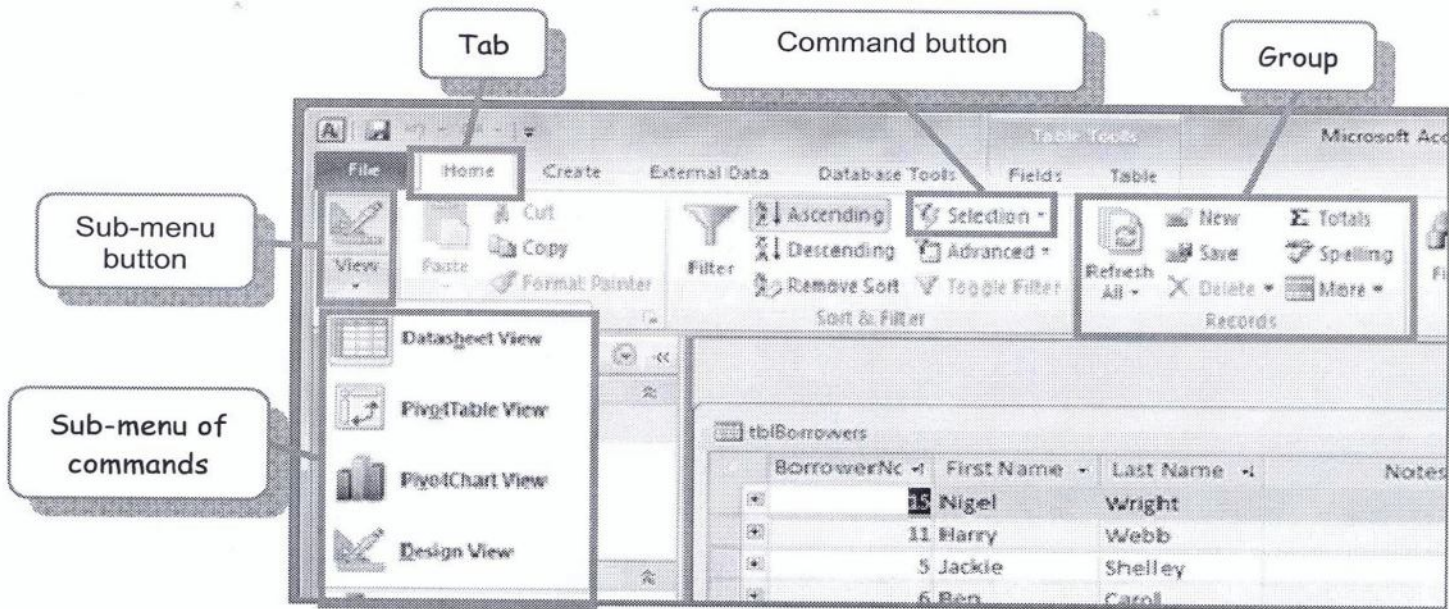 Tab
Command button
Group
Table Tools
Microsoft Acc
File Home Create External Data Database Tools Fields Table
Sub-menu
button
View
Paste
Cut
Copy
Format Painter
Filter
Ascending
Descending
Remove Sort
Selection
Advanced
Toggle Filter
Sort & Filter
Refresh
All
New
Save
Delete
Totals
Spelling
More
Records
Fi
Sub-menu of
commands
Datasheet View
PivotTable View
PivotChart View
Design View
tblBorrowers
BorrowerNo First Name Last Name Notes
15 Nigel Wright
11 Harry Webb
5 Jackie Shelley
6 Ben Carol